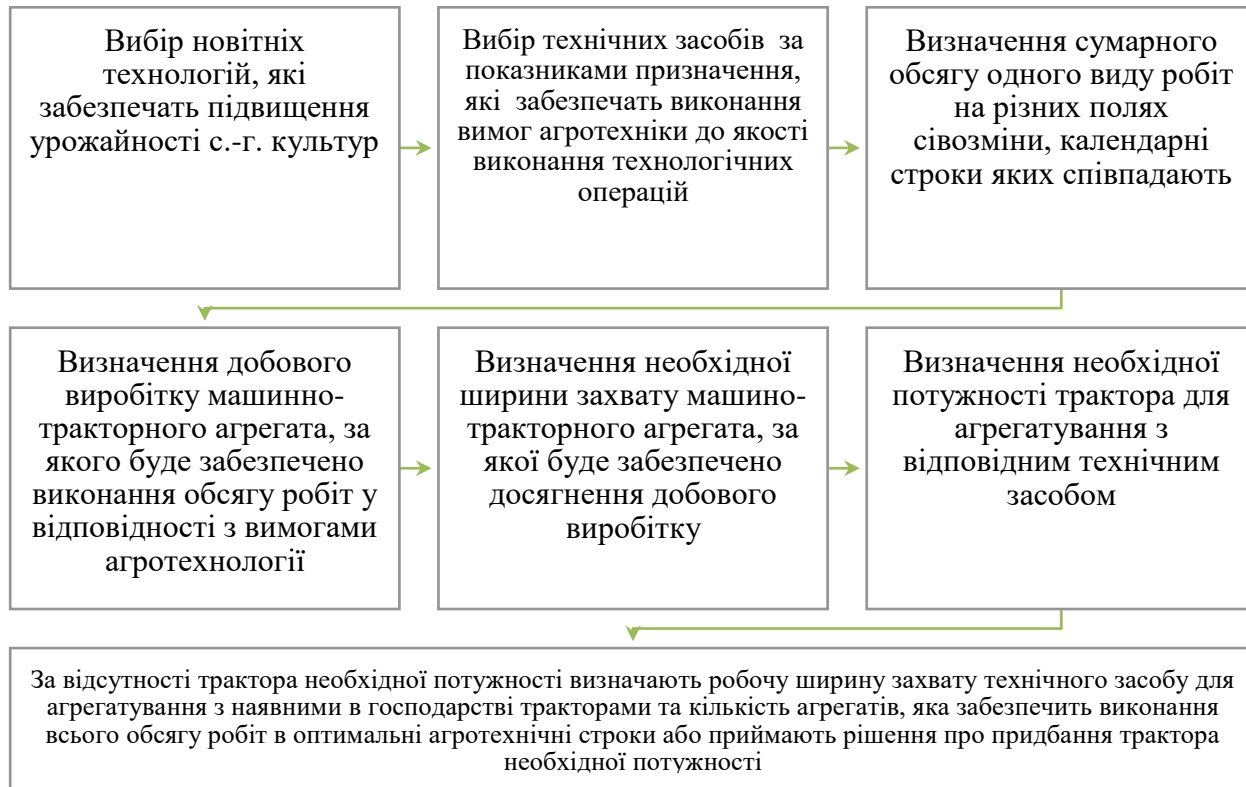 Вибір новітніх
технологій, які
забезпечать підвищення
урожайності с.-г. культур
Вибір технічних засобів за
показниками призначення,
які забезпечать виконання
вимог агротехніки до якості
виконання технологічних
операцій
Визначення сумарного
обсягу одного виду робіт
на різних полях
сівозміни, календарні
строки яких співпадають
Визначення добового
виробітку машинно-
тракторного агрегата, за
якого буде забезпечено
виконання обсягу робіт у
відповідності з вимогами
агротехнології
Визначення необхідної
ширини захвату машино-
тракторного агрегата, за
якої буде забезпечено
досягнення добового
виробітку
Визначення необхідної
потужності трактора для
агрегатування з
відповідним технічним
засобом
За відсутності трактора необхідної потужності визначають робочу ширину захвату технічного засобу для
агрегатування з наявними в господарстві тракторами та кількість агрегатів, яка забезпечить виконання
всього обсягу робіт в оптимальні агротехнічні строки або приймають рішення про придбання трактора
необхідної потужності